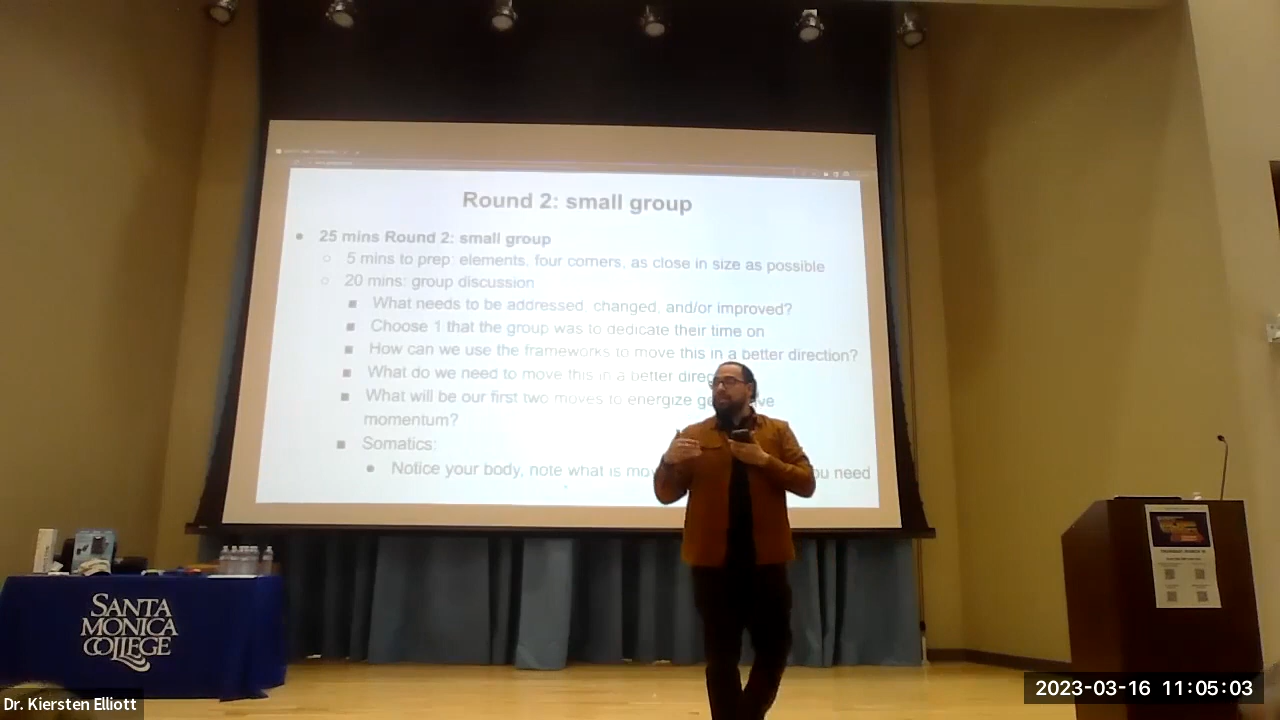 Round 2: small group
25 mins Round 2: small group
5 mins to prep: elements, four corners, as close in size as possible
20 mins: group discussion
What needs to be addressed, changed, and/or improved?
Choose 1 that the group was to dedicate their time on
How can we use the frameworks to move this in a better direction?
What do we need to move this in a better
What will be our first two moves to energize
momentum?
Somatics:
Notice your body, note what is you need
SANTA
MONICA
COLLEGE
Dr. Kiersten Elliott
2023-03-16 11:05:03